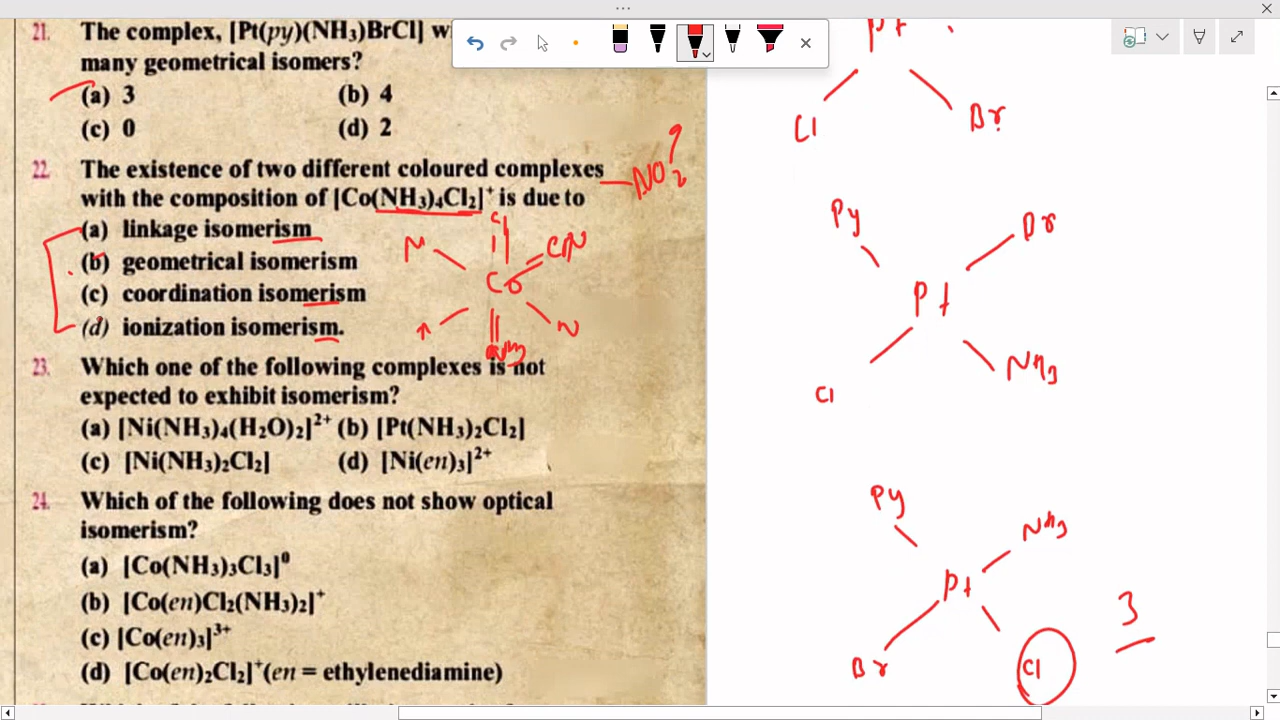 21. The complex, [Pt(py)(NH₃)BrCl] w
many geometrical isomers?
(a) 3 (b) 4
(c) 0 (d) 2
22. The existence of two different coloured complexes
with the composition of [Co(NH₃)₄Cl₂]⁺ is due to
(a) linkage isomerism
(b) geometrical isomerism
(c) coordination isomerism
(d) ionization isomerism.
23. Which one of the following complexes is not
expected to exhibit isomerism?
(a) [Ni(NH₃)₄(H₂O)₂]²⁺ (b) [Pt(NH₃)₂Cl₂]
(c) [Ni(NH₃)₂Cl₂] (d) [Ni(en)₃]²⁺
24. Which of the following does not show optical
isomerism?
(a) [Co(NH₃)₃Cl₃]⁰
(b) [Co(en)Cl₂(NH₃)₂]⁺
(c) [Co(en)₃]³⁺
(d) [Co(en)₂Cl₂]⁺(en = ethylenediamine)
NO₂?
Co
N
N
Pt
Cl Br
Py Br
Pt
Cl NH₃
Py NH₃
Pt
Br Cl
3